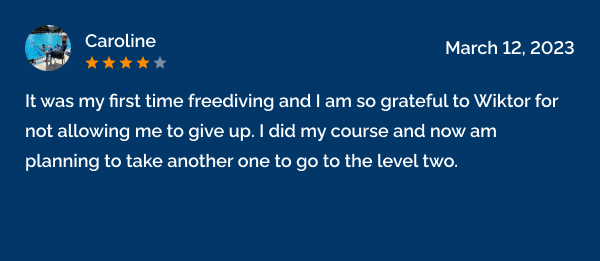 Caroline
March 12, 2023
It was my first time freediving and I am so grateful to Wiktor for
not allowing me to give up. I did my course and now am
planning to take another one to go to the level two.